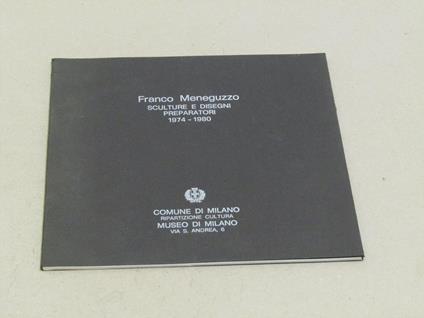 Franco Meneguzzo
SCULTURE E DISEGNI
PREPARATORI
1974 - 1980
COMUNE DI MILANO
RIPARTIZIONE CULTURA
MUSEO DI MILANO
VIA S. ANDREA, 6